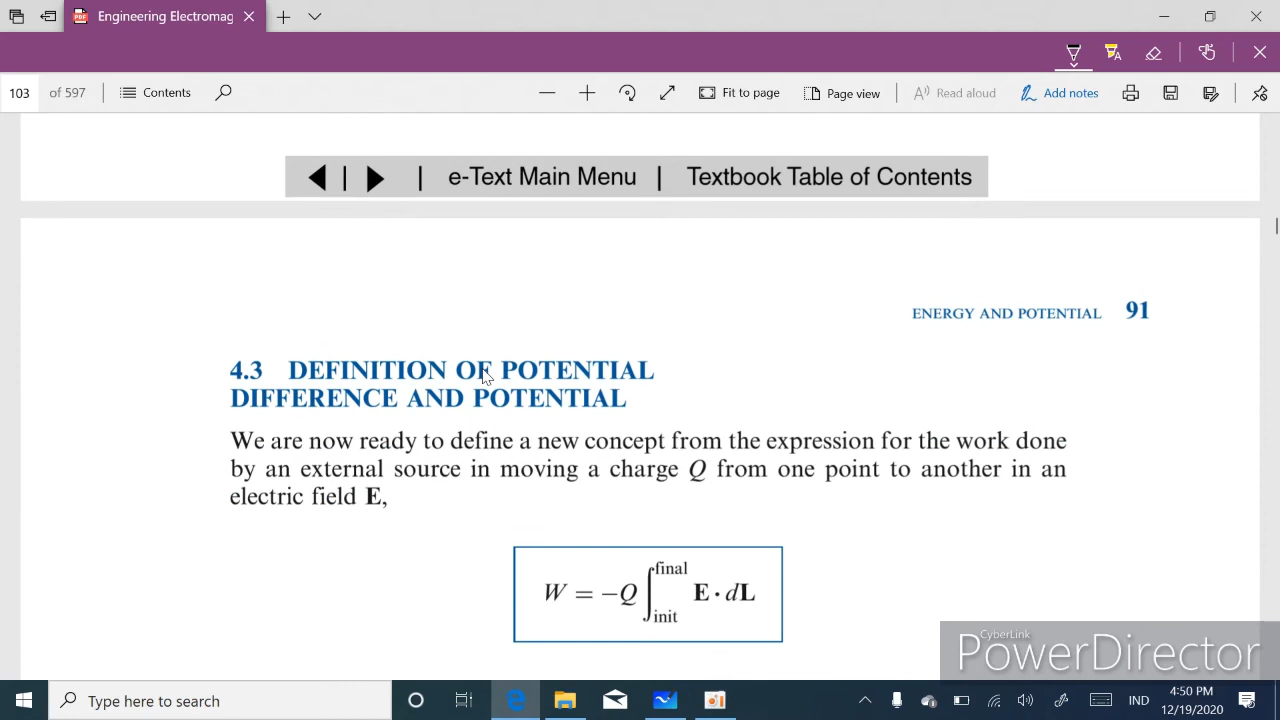 Engineering Electromag
103 of 597 Contents Fit to page Page view Read aloud Add notes
e-Text Main Menu | Textbook Table of Contents
ENERGY AND POTENTIAL 91
4.3 DEFINITION OF POTENTIAL
DIFFERENCE AND POTENTIAL
We are now ready to define a new concept from the expression for the work done
by an external source in moving a charge Q from one point to another in an
electric field E,
W = −Q ∫_init^final E · dL
CyberLink
PowerDirector
Type here to search
IND
4:50 PM
12/19/2020